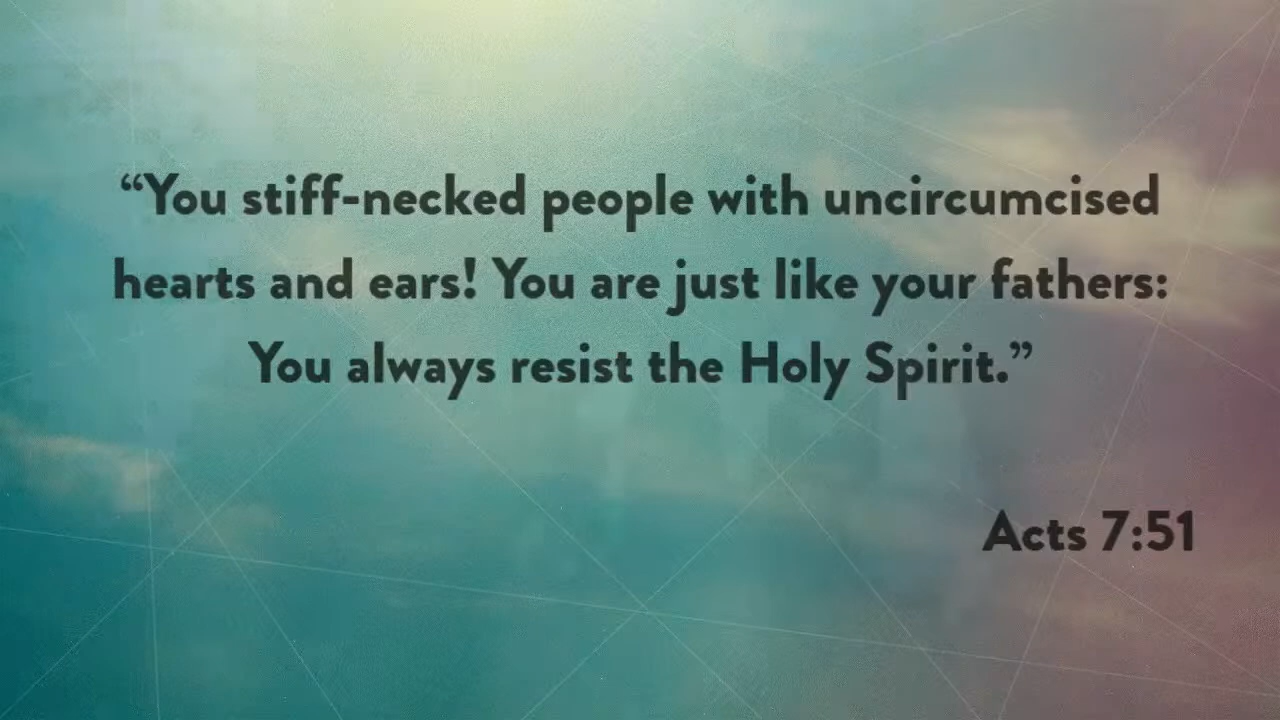 “You stiff-necked people with uncircumcised
hearts and ears! You are just like your fathers:
You always resist the Holy Spirit.”
Acts 7:51